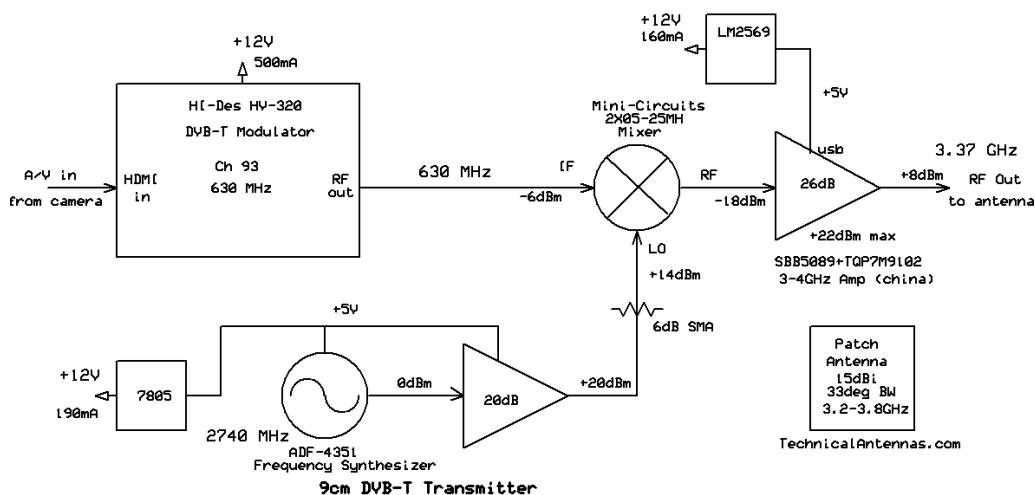 +12V
500mA
HI-Des HV-320
DVB-T Modulator
Ch 93
630 MHz
A/V in
from camera
HDMI
in
RF
out
630 MHz
-6dBm
IF
Mini-Circuits
ZX05-25MH
Mixer
RF
-18dBm
LO
+14dBm
6dB SMA
+12V
160mA
LM2569
+5V
usb
26dB
+22dBm max
SBB5089+TQP7M9102
3-4GHz Amp (china)
+8dBm
3.37 GHz
RF Out
to antenna
+5V
+12V
190mA
7805
2740 MHz
ADF-4351
Frequency Synthesizer
0dBm
20dB
+20dBm
Patch
Antenna
15dBi
33deg BW
3.2-3.8GHz
TechnicalAntennas.com
9cm DVB-T Transmitter